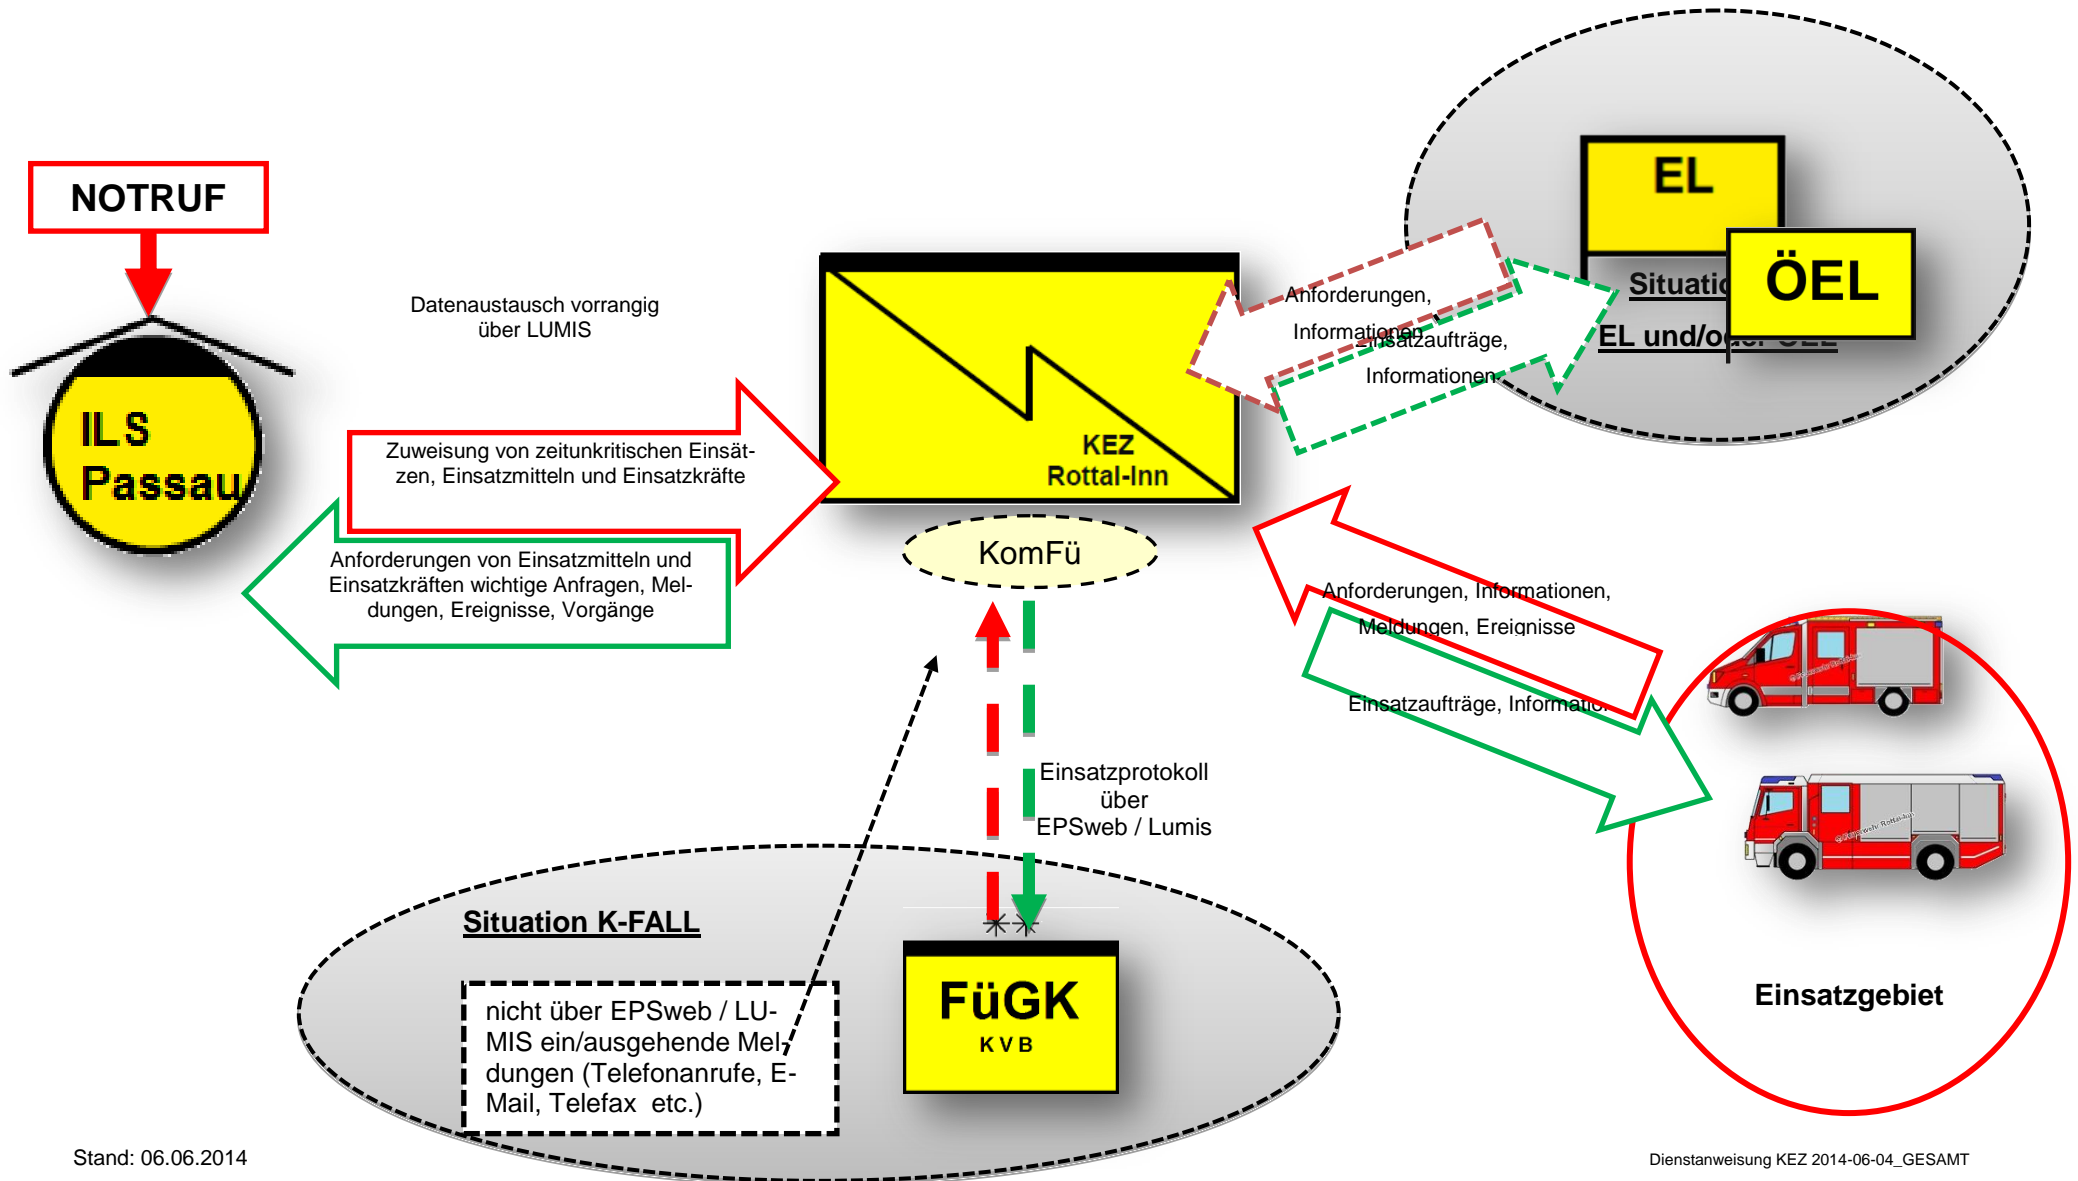 NOTRUF
ILS
Passau
Datenaustausch vorrangig
über LUMIS
Zuweisung von zeitunkritischen Einsät-
zen, Einsatzmitteln und Einsatzkräfte
Anforderungen von Einsatzmitteln und
Einsatzkräften wichtige Anfragen, Mel-
dungen, Ereignisse, Vorgänge
KEZ
Rottal-Inn
KomFü
Anforderungen,
Informationen
Einsatzaufträge,
Informationen
EL
ÖEL
EL und/oder ÖEL
Anforderungen, Informationen,
Meldungen, Ereignisse
Einsatzaufträge, Informatio
Einsatzprotokoll
über
EPSweb / Lumis
Situation K-FALL
nicht über EPSweb / LU-
MIS ein/ausgehende Mel-
dungen (Telefonanrufe, E-
Mail, Telefax etc.)
FüGK
KVB
Einsatzgebiet
Stand: 06.06.2014
Dienstanweisung KEZ 2014-06-04_GESAMT